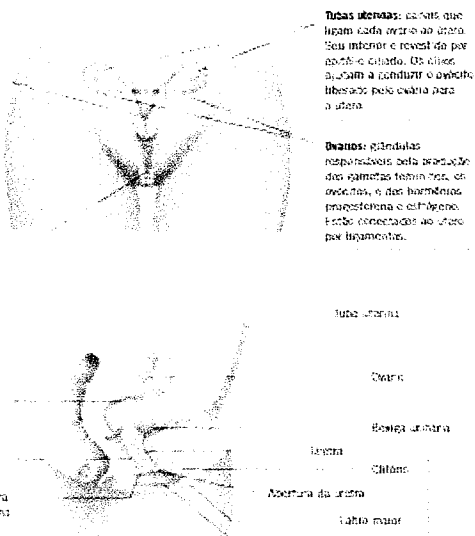 Tubas uterinas: canais que
ligam cada ovário ao útero.
Seu interior é revestido por
epitélio ciliado. Os cílios
ajudam a conduzir o ovócito
liberado pelo ovário para
o útero.
Ovários: glândulas
responsáveis pela produção
dos gametas femininos, os
ovócitos, e dos hormônios
progesterona e estrógeno.
Estão conectados ao útero
por ligamentos.
Tuba uterina
Ovário
Bexiga urinária
Uretra
Clitóris
Abertura da uretra
Lábio maior